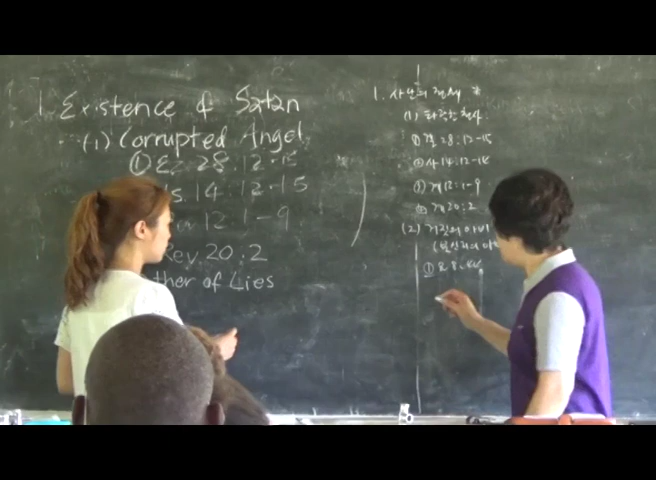 1. Existence of Satan
(1) Corrupted Angel
① Ez. 28:12-15
Is. 14:12-15
12:1-9
Rev. 20:2
ther of Lies
1. 사탄의 존재
(1) 타락한 천사
① 겔 28:12-15
② 사 14:12-15
③ 계 12:1-9
계 20:2
(2) 거짓의 아비
① 요 8:44